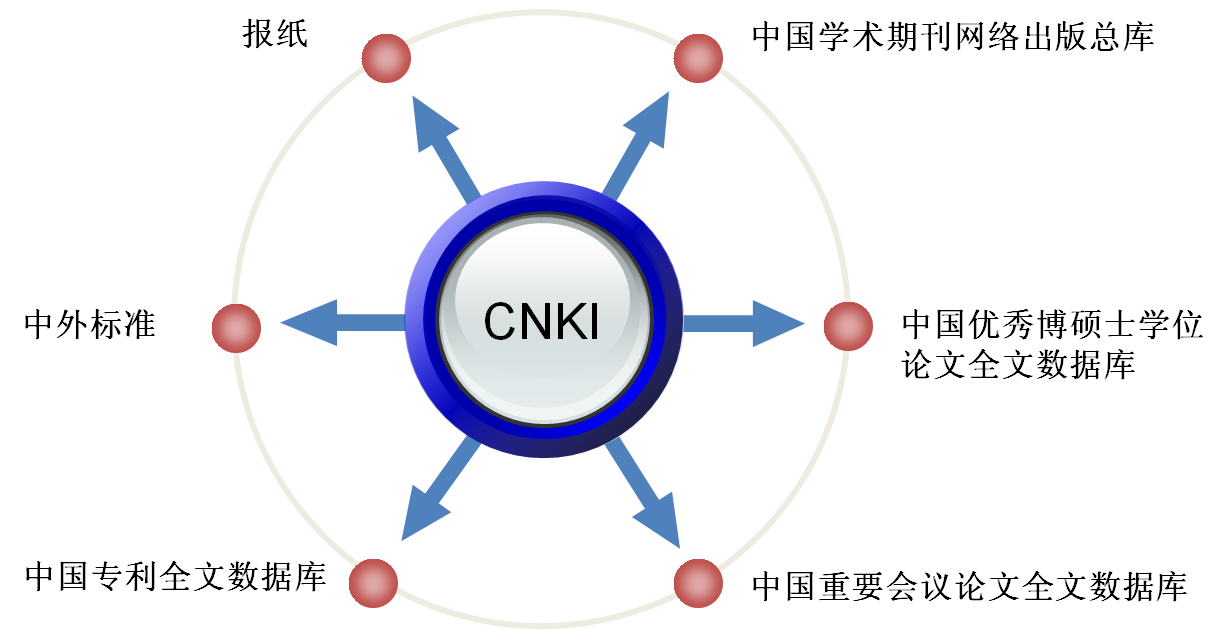 报纸
中国学术期刊网络出版总库
CNKI
中外标准
中国优秀博硕士学位
论文全文数据库
中国专利全文数据库
中国重要会议论文全文数据库